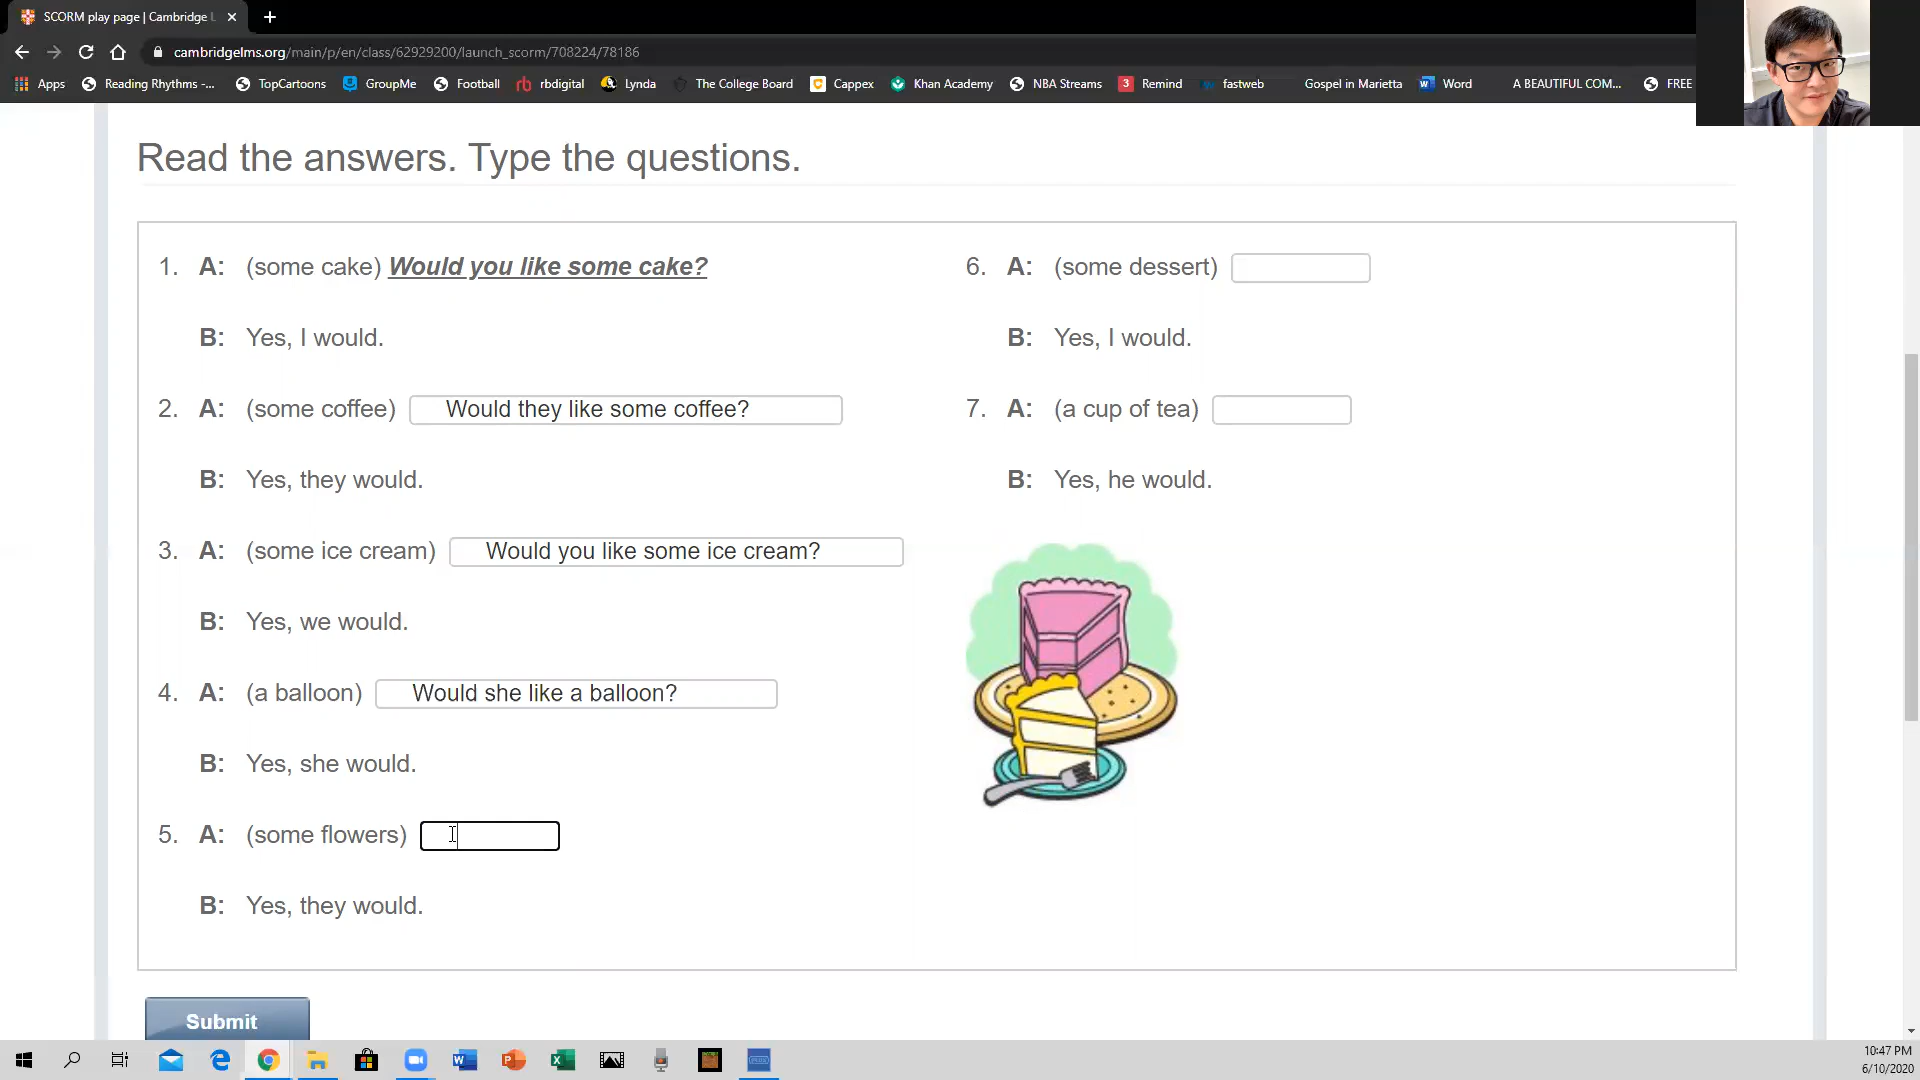 SCORM play page | Cambridge L
cambridgelms.org/main/p/en/class/62929200/launch_scorm/708224/78186
Apps Reading Rhythms -... TopCartoons GroupMe Football rbdigital Lynda The College Board Cappex Khan Academy NBA Streams Remind fastweb Gospel in Marietta Word A BEAUTIFUL COM... FREE
Read the answers. Type the questions.
1. A: (some cake) Would you like some cake?
B: Yes, I would.
2. A: (some coffee) Would they like some coffee?
B: Yes, they would.
3. A: (some ice cream) Would you like some ice cream?
B: Yes, we would.
4. A: (a balloon) Would she like a balloon?
B: Yes, she would.
5. A: (some flowers)
B: Yes, they would.
6. A: (some dessert)
B: Yes, I would.
7. A: (a cup of tea)
B: Yes, he would.
Submit
10:47 PM
6/10/2020